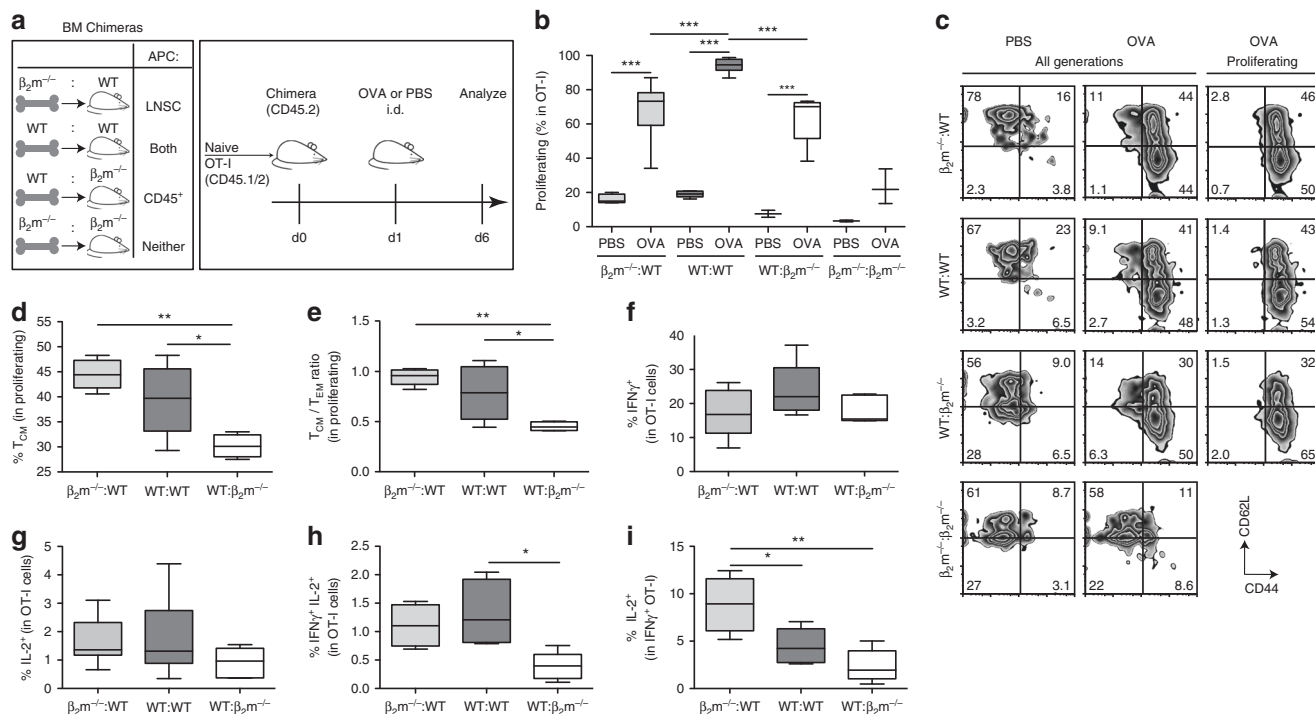 a
BM Chimeras
APC:
β₂m⁻/⁻ : WT
LNSC
WT : WT
Both
WT : β₂m⁻/⁻
CD45⁺
β₂m⁻/⁻ : β₂m⁻/⁻
Neither
Chimera
(CD45.2)
OVA or PBS
i.d.
Analyze
Naive
OT-I
(CD45.1/2)
d0
d1
d6
b
Proliferating (% in OT-I)
100
80
60
40
20
0
***
***
***
***
***
PBS OVA PBS OVA PBS OVA PBS OVA
β₂m⁻/⁻:WT WT:WT WT:β₂m⁻/⁻ β₂m⁻/⁻:β₂m⁻/⁻
c
PBS OVA OVA
All generations Proliferating
β₂m⁻/⁻:WT
78 16 11 44 2.8 46
2.3 3.8 1.1 44 0.7 50
WT:WT
67 23 9.1 41 1.4 43
3.2 6.5 2.7 48 1.3 54
WT:β₂m⁻/⁻
56 9.0 14 30 1.5 32
28 6.5 6.3 50 2.0 65
β₂m⁻/⁻:β₂m⁻/⁻
61 8.7 58 11
27 3.1 22 8.6
CD62L
CD44
d
% T_CM (in proliferating)
50
45
40
35
30
25
**
*
β₂m⁻/⁻:WT WT:WT WT:β₂m⁻/⁻
e
T_CM / T_EM ratio
(in proliferating)
1.5
1.0
0.5
0.0
**
*
β₂m⁻/⁻:WT WT:WT WT:β₂m⁻/⁻
f
% IFNγ⁺
(in OT-I cells)
40
30
20
10
0
β₂m⁻/⁻:WT WT:WT WT:β₂m⁻/⁻
g
% IL-2⁺ (in OT-I cells)
5
4
3
2
1
0
β₂m⁻/⁻:WT WT:WT WT:β₂m⁻/⁻
h
% IFNγ⁺ IL-2⁺
(in OT-I cells)
2.5
2.0
1.5
1.0
0.5
0.0
*
β₂m⁻/⁻:WT WT:WT WT:β₂m⁻/⁻
i
% IL-2⁺
(in IFNγ⁺ OT-I)
15
10
5
0
**
*
β₂m⁻/⁻:WT WT:WT WT:β₂m⁻/⁻